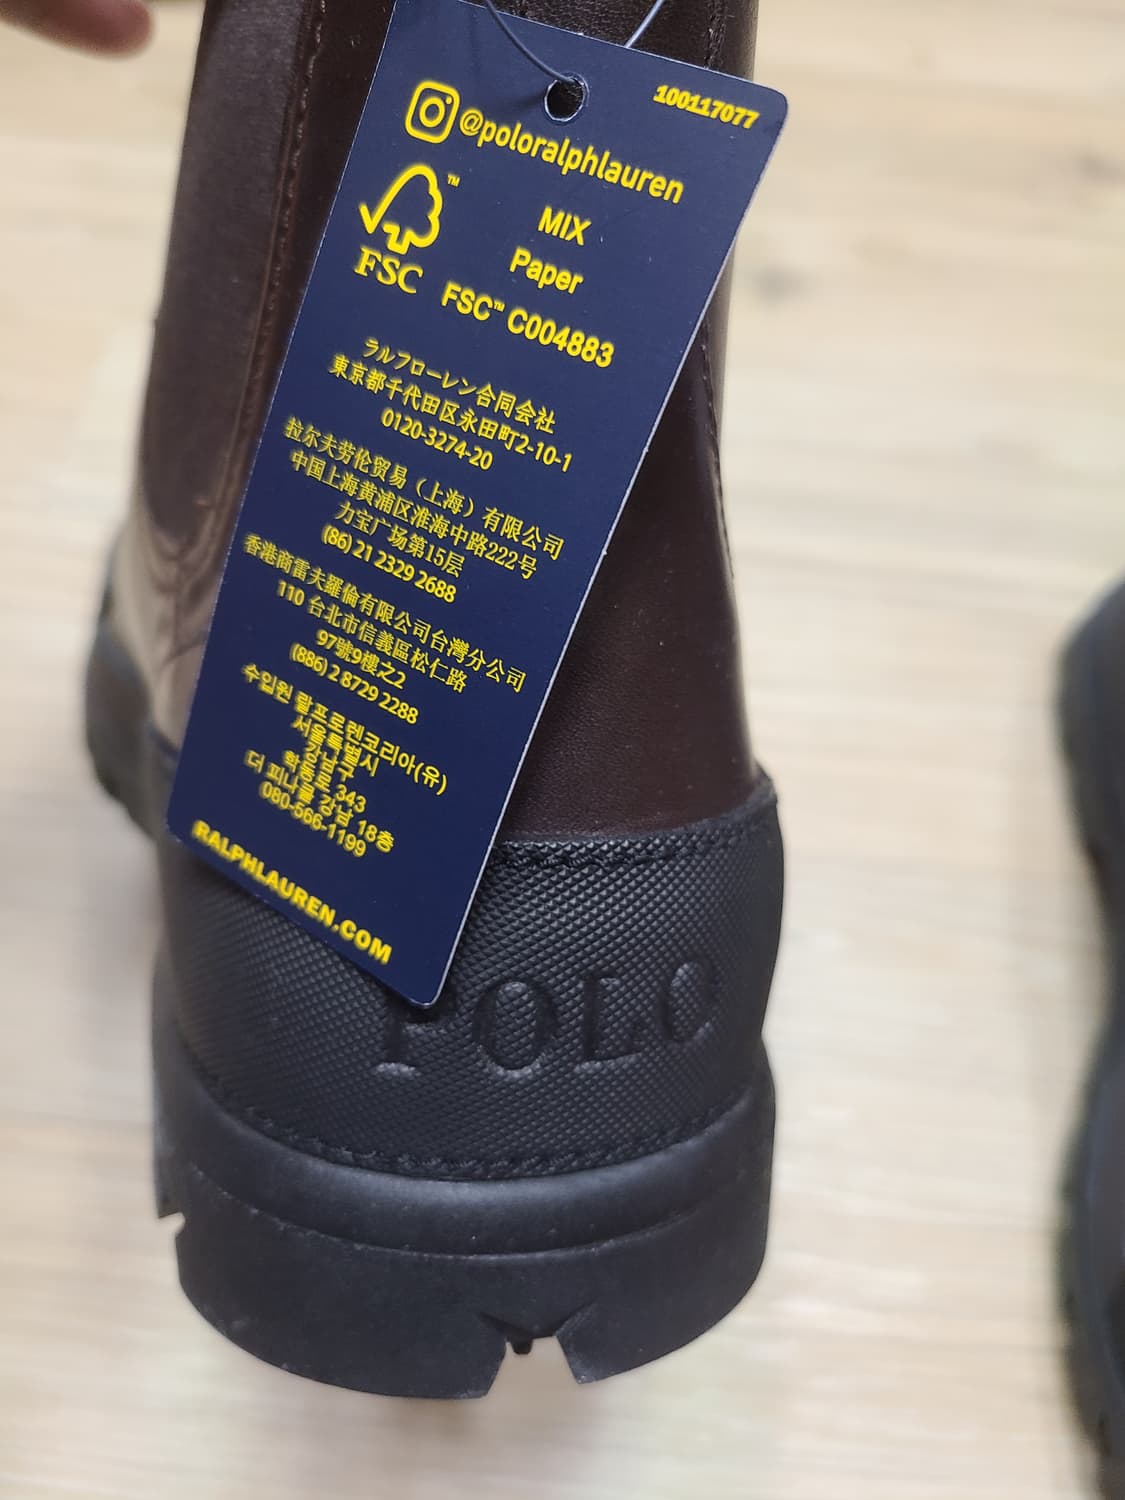 100117077
@poloralphlauren
MIX
Paper
FSC™ C004883
™
FSC
ラルフローレン合同会社
東京都千代田区永田町2-10-1
0120-3274-20
拉尔夫劳伦贸易（上海）有限公司
中国上海黄浦区淮海中路222号
力宝广场第15层
(86) 21 2329 2688
香港商雷夫羅倫有限公司台灣分公司
110 台北市信義區松仁路
97號9樓之2
(886) 2 8729 2288
수입원 랄프로렌코리아(유)
서울특별시
강남구
학동로 343
더 피나클 강남 18층
080-566-1199
RALPHLAUREN.COM
POLO